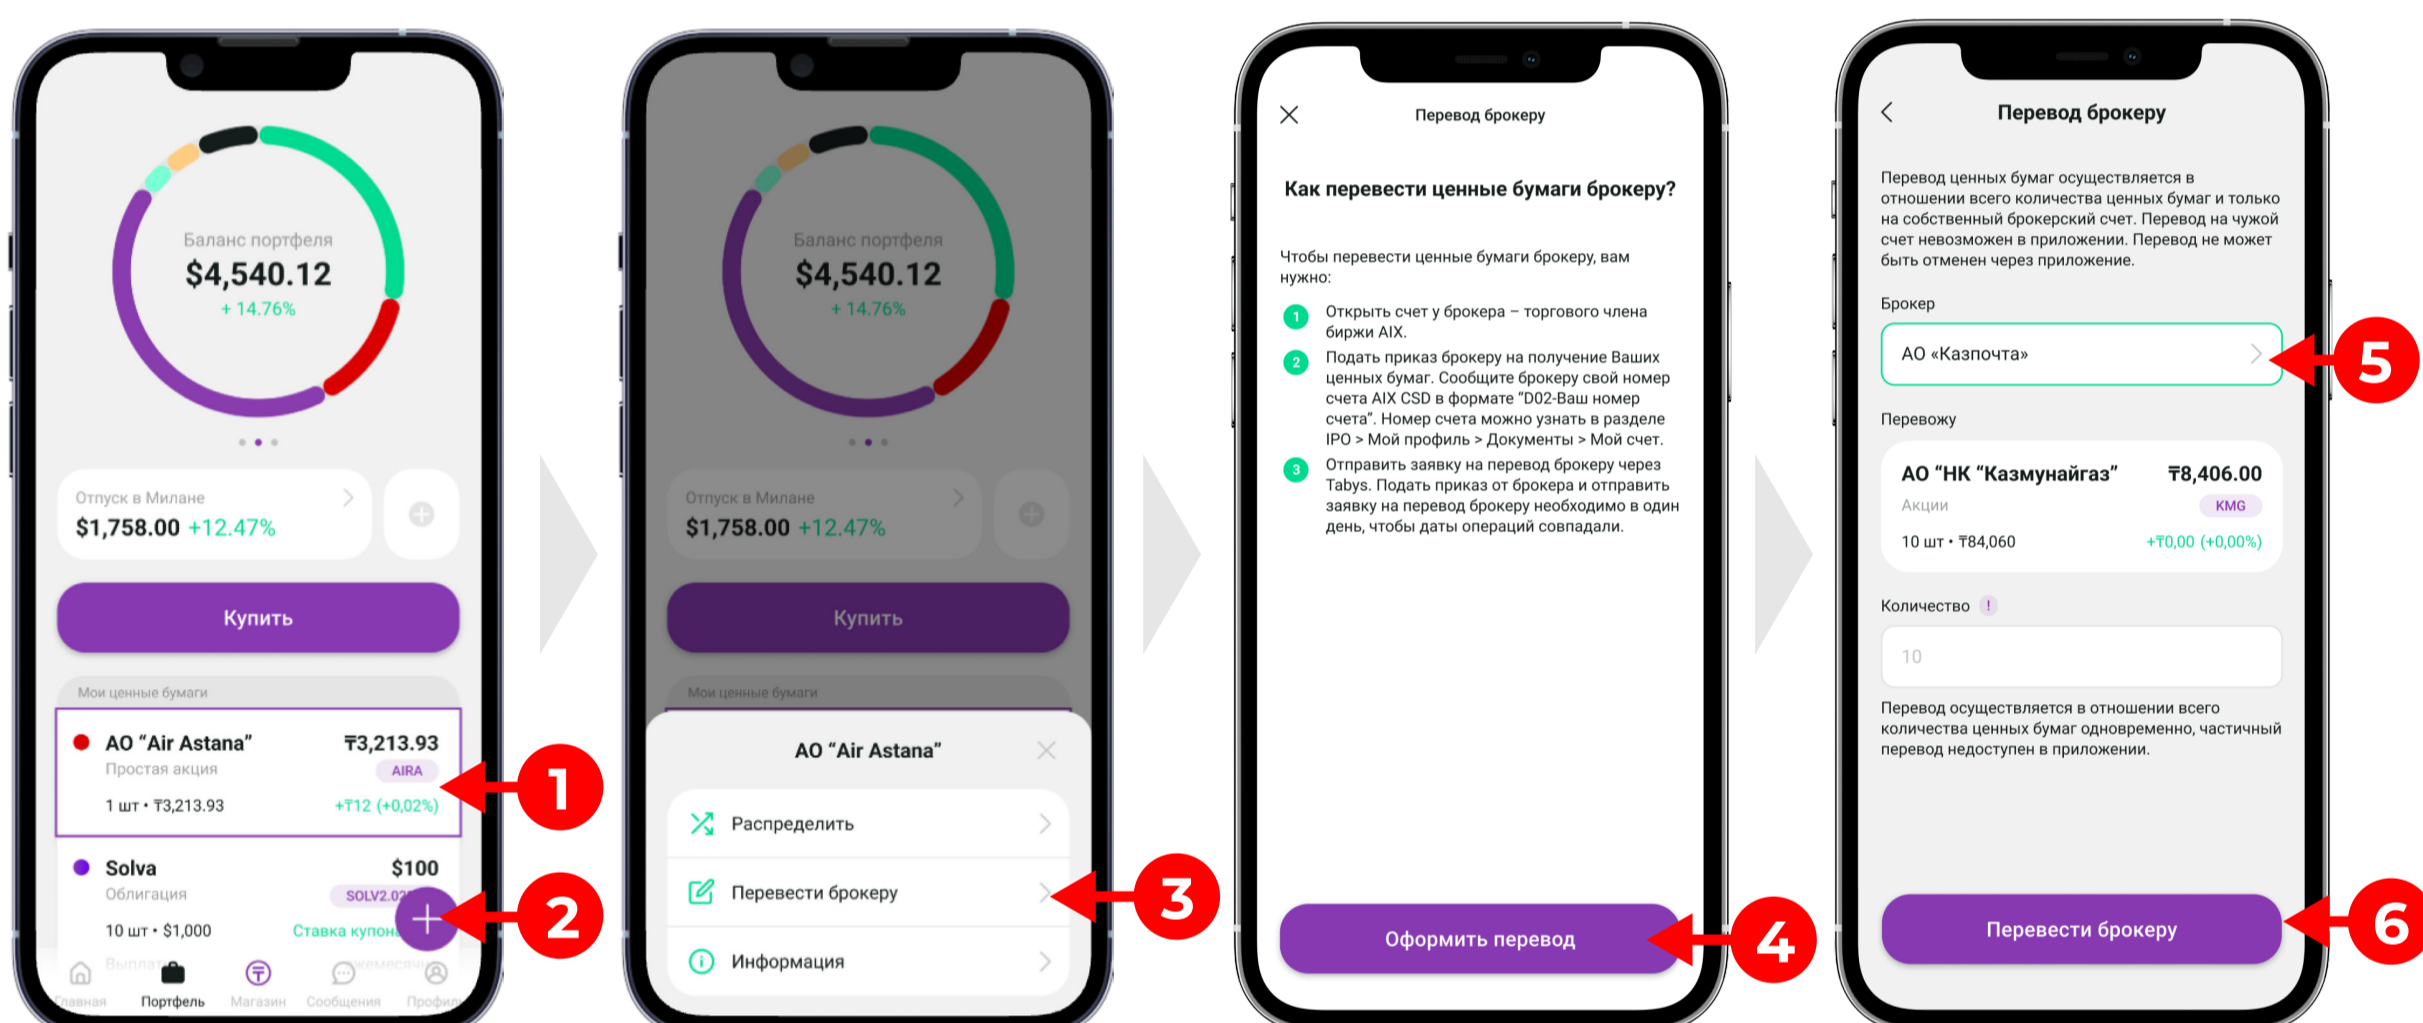 Баланс портфеля
$4,540.12
+ 14.76%
Отпуск в Милане
$1,758.00 +12.47%
Купить
Мои ценные бумаги
АО “Air Astana”
₸3,213.93
Простая акция
AIRA
1 шт • ₸3,213.93
+₸12 (+0,02%)
1
Solva
$100
Облигация
SOLV2.02
10 шт • $1,000
Ставка купон
2
Портфель
Магазин
Сообщения
Баланс портфеля
$4,540.12
+ 14.76%
Отпуск в Милане
$1,758.00 +12.47%
Купить
Мои ценные бумаги
АО “Air Astana”
Распределить
Перевести брокеру
3
Информация
Перевод брокеру
Как перевести ценные бумаги брокеру?
Чтобы перевести ценные бумаги брокеру, вам
нужно:
1 Открыть счет у брокера – торгового члена
биржи AIX.
2 Подать приказ брокеру на получение Ваших
ценных бумаг. Сообщите брокеру свой номер
счета AIX CSD в формате “D02-Ваш номер
счета”. Номер счета можно узнать в разделе
IPO > Мой профиль > Документы > Мой счет.
3 Отправить заявку на перевод брокеру через
Tabys. Подать приказ от брокера и отправить
заявку на перевод брокеру необходимо в один
день, чтобы даты операций совпадали.
Оформить перевод
4
Перевод брокеру
Перевод ценных бумаг осуществляется в
отношении всего количества ценных бумаг и только
на собственный брокерский счет. Перевод на чужой
счет невозможен в приложении. Перевод не может
быть отменен через приложение.
Брокер
АО «Казпочта»
5
Перевожу
АО “НК “Казмунайгаз”
₸8,406.00
Акции
KMG
10 шт • ₸84,060
+₸0,00 (+0,00%)
Количество !
10
Перевод осуществляется в отношении всего
количества ценных бумаг одновременно, частичный
перевод недоступен в приложении.
Перевести брокеру
6